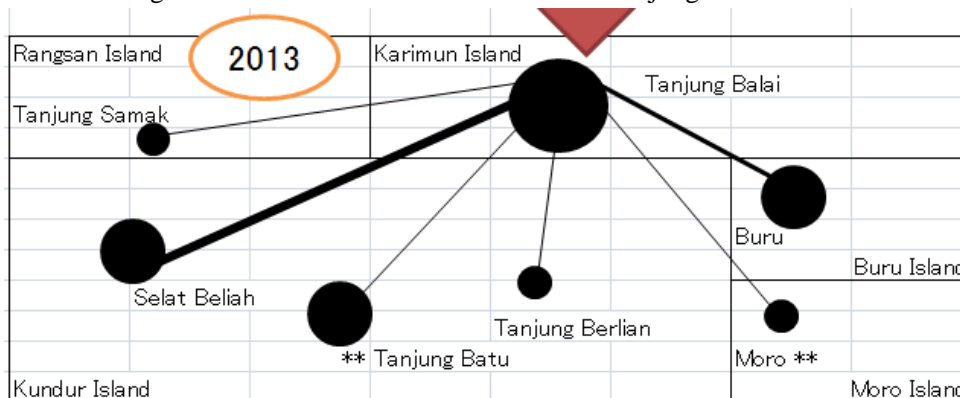 2013
Rangsan Island
Karimun Island
Tanjung Balai
Tanjung Samak
Buru
Buru Island
Selat Beliah
Tanjung Berlian
** Tanjung Batu
Moro **
Kundur Island
Moro Island